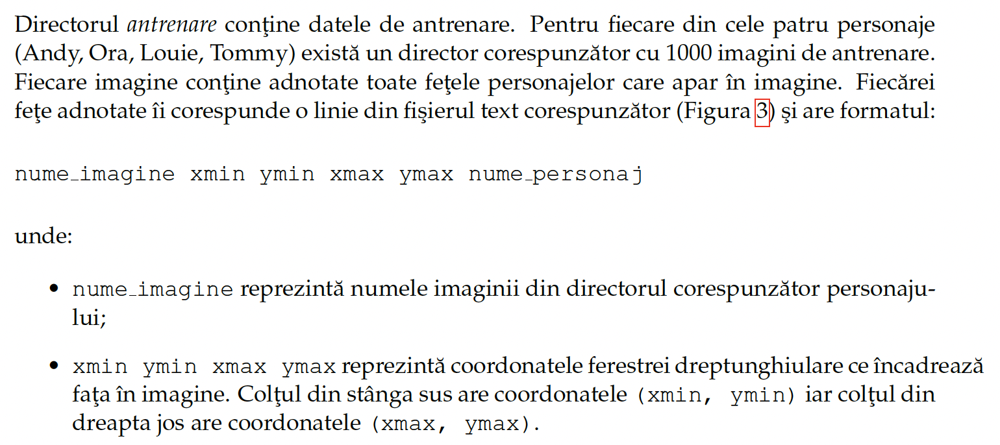 Directorul antrenare conţine datele de antrenare. Pentru fiecare din cele patru personaje
(Andy, Ora, Louie, Tommy) există un director corespunzător cu 1000 imagini de antrenare.
Fiecare imagine conţine adnotate toate feţele personajelor care apar în imagine. Fiecărei
feţe adnotate îi corespunde o linie din fişierul text corespunzător (Figura 3) şi are formatul:
nume_imagine xmin ymin xmax ymax nume_personaj
unde:
• nume_imagine reprezintă numele imaginii din directorul corespunzător personaju-
lui;
• xmin ymin xmax ymax reprezintă coordonatele ferestrei dreptunghiulare ce încadrează
faţa în imagine. Colţul din stânga sus are coordonatele (xmin, ymin) iar colţul din
dreapta jos are coordonatele (xmax, ymax).